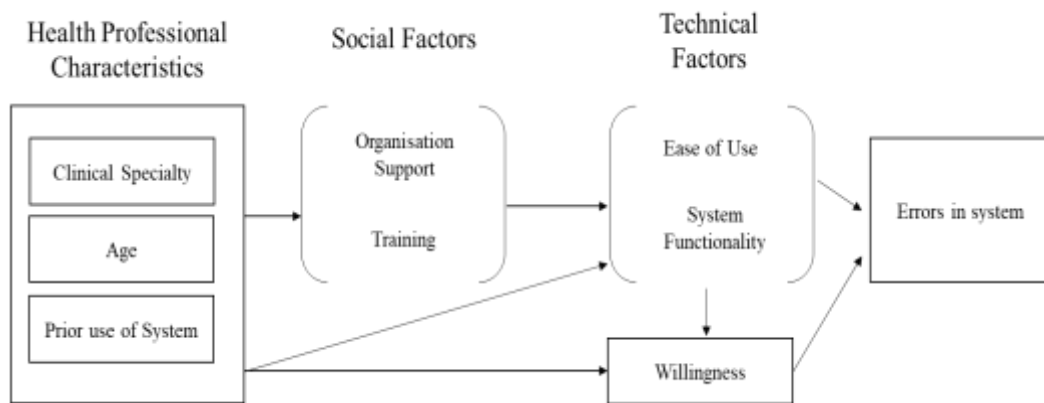 Health Professional
Characteristics
Social Factors
Technical
Factors
Clinical Specialty
Age
Prior use of System
Organisation
Support
Training
Ease of Use
System
Functionality
Willingness
Errors in system